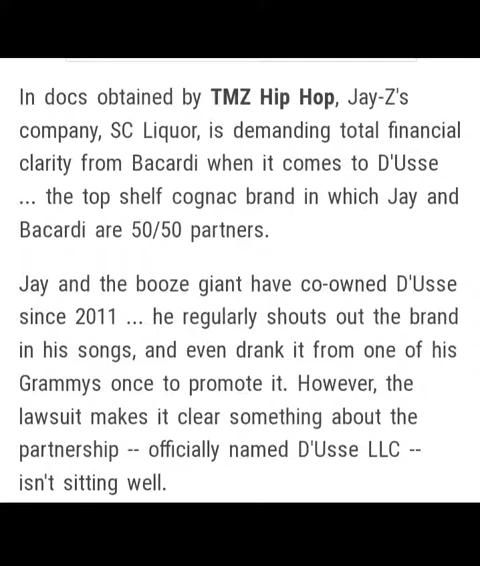 In docs obtained by TMZ Hip Hop, Jay-Z's
company, SC Liquor, is demanding total financial
clarity from Bacardi when it comes to D'Usse
... the top shelf cognac brand in which Jay and
Bacardi are 50/50 partners.
Jay and the booze giant have co-owned D'Usse
since 2011 ... he regularly shouts out the brand
in his songs, and even drank it from one of his
Grammys once to promote it. However, the
lawsuit makes it clear something about the
partnership -- officially named D'Usse LLC --
isn't sitting well.